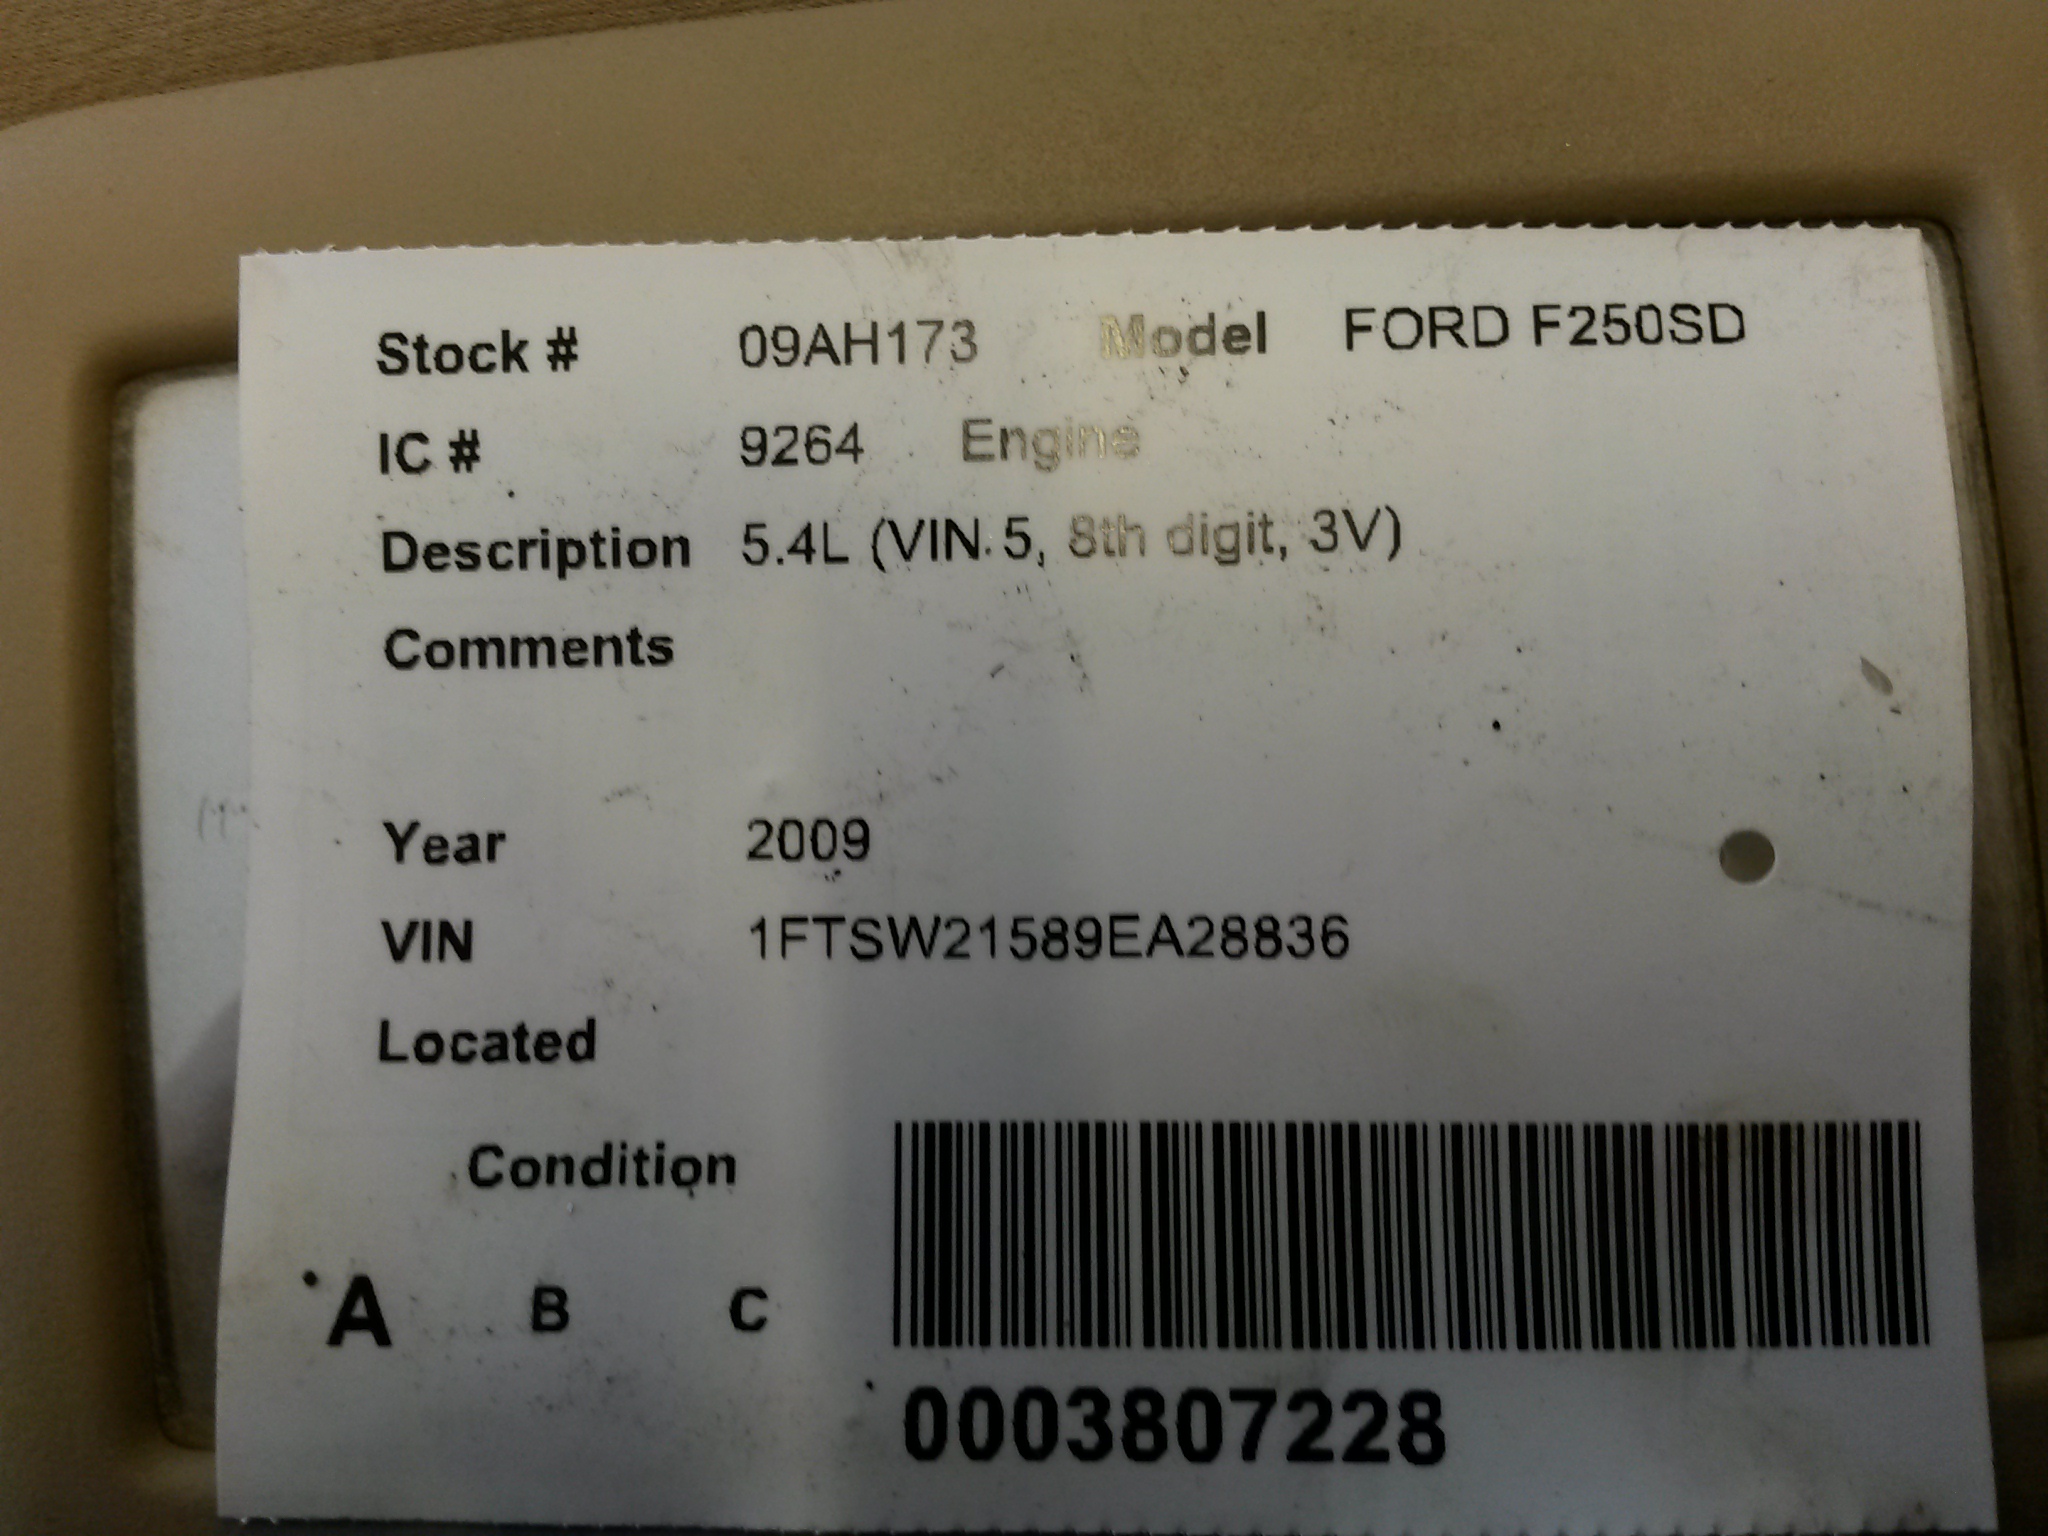 Stock # 09AH173 Model FORD F250SD
IC # 9264 Engine
Description 5.4L (VIN 5, 8th digit, 3V)
Comments
Year 2009
VIN 1FTSW21589EA28836
Located
Condition
A B C
0003807228